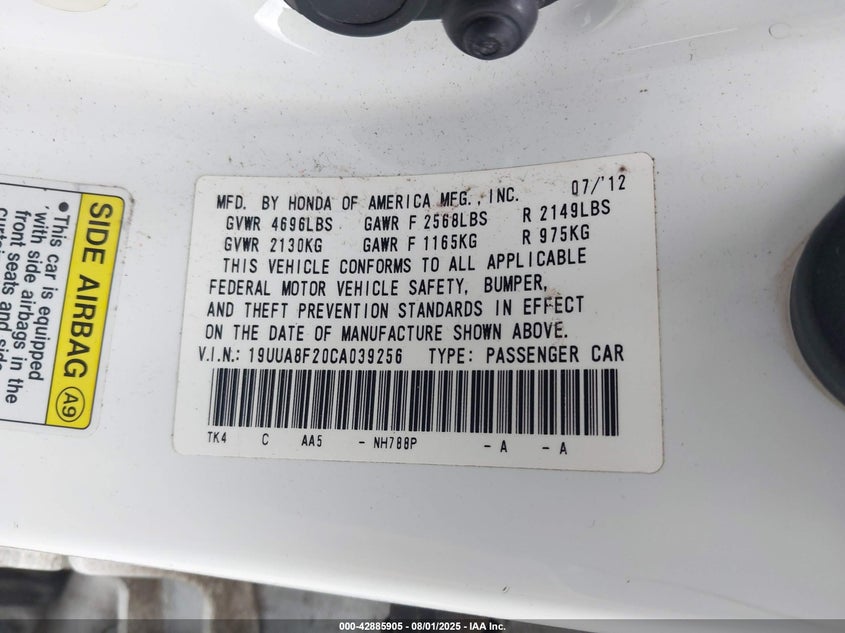 MFD. BY HONDA OF AMERICA MFG., INC. 07/'12
GVWR 4696LBS GAWR F 2568LBS R 2149LBS
GVWR 2130KG GAWR F 1165KG R 975KG
THIS VEHICLE CONFORMS TO ALL APPLICABLE
FEDERAL MOTOR VEHICLE SAFETY, BUMPER,
AND THEFT PREVENTION STANDARDS IN EFFECT
ON THE DATE OF MANUFACTURE SHOWN ABOVE.
V.I.N.: 19UUA8F20CA039256 TYPE: PASSENGER CAR
TK4 C AA5 - NH788P - A - A
SIDE AIRBAG A9
•This car is equipped
with side airbags in the
front seats and side
000-42885905 - 08/01/2025 - IAA Inc.